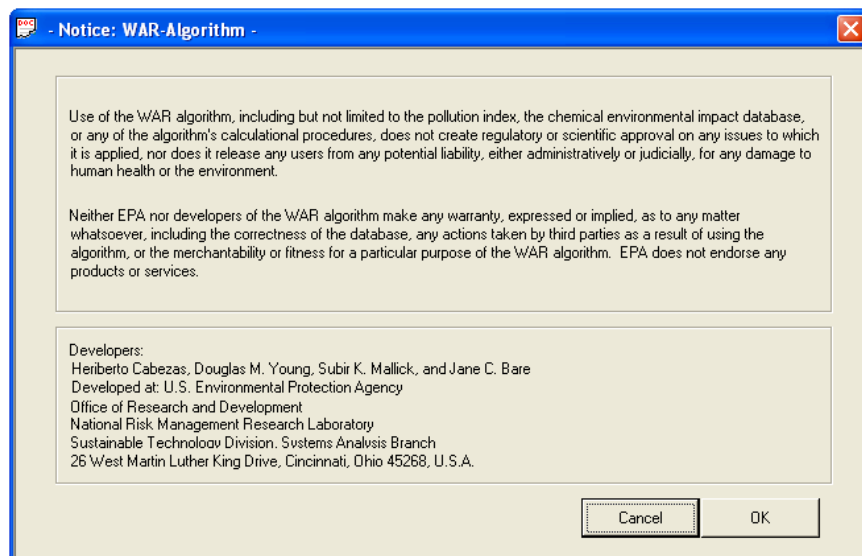 - Notice: WAR-Algorithm -
Use of the WAR algorithm, including but not limited to the pollution index, the chemical environmental impact database,
or any of the algorithm's calculational procedures, does not create regulatory or scientific approval on any issues to which
it is applied, nor does it release any users from any potential liability, either administratively or judicially, for any damage to
human health or the environment.
Neither EPA nor developers of the WAR algorithm make any warranty, expressed or implied, as to any matter
whatsoever, including the correctness of the database, any actions taken by third parties as a result of using the
algorithm, or the merchantability or fitness for a particular purpose of the WAR algorithm. EPA does not endorse any
products or services.
Developers:
Heriberto Cabezas, Douglas M. Young, Subir K. Mallick, and Jane C. Bare
Developed at: U.S. Environmental Protection Agency
Office of Research and Development
National Risk Management Research Laboratory
Sustainable Technology Division, Systems Analysis Branch
26 West Martin Luther King Drive, Cincinnati, Ohio 45268, U.S.A.
Cancel OK